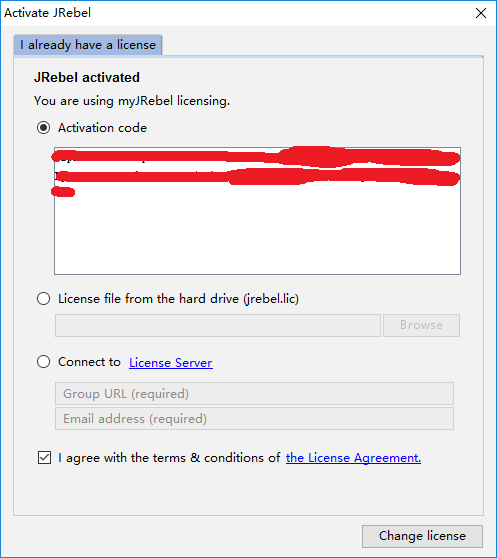 Activate JRebel
I already have a license
JRebel activated
You are using myJRebel licensing.
Activation code
License file from the hard drive (jrebel.lic)
Browse
Connect to License Server
Group URL (required)
Email address (required)
I agree with the terms & conditions of the License Agreement.
Change license